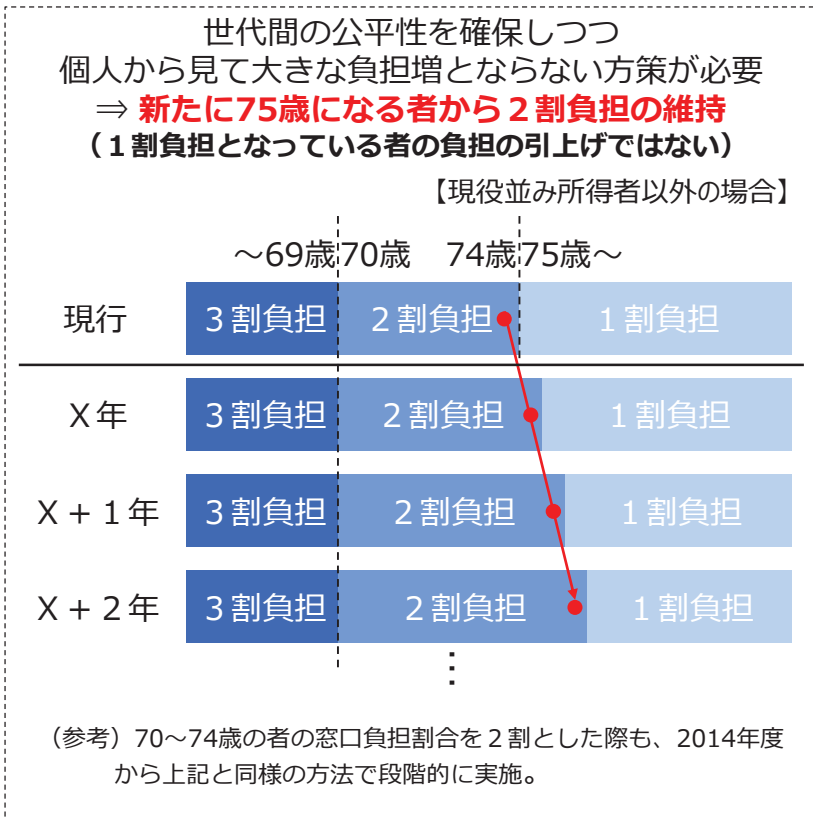 世代間の公平性を確保しつつ
個人から見て大きな負担増とならない方策が必要
⇒ 新たに75歳になる者から２割負担の維持
（１割負担となっている者の負担の引上げではない）
【現役並み所得者以外の場合】
～69歳 70歳 74歳 75歳～
現行 ３割負担 ２割負担 １割負担
X年 ３割負担 ２割負担 １割負担
X＋１年 ３割負担 ２割負担 １割負担
X＋２年 ３割負担 ２割負担 １割負担
⋮
（参考）70～74歳の者の窓口負担割合を２割とした際も、2014年度
から上記と同様の方法で段階的に実施。